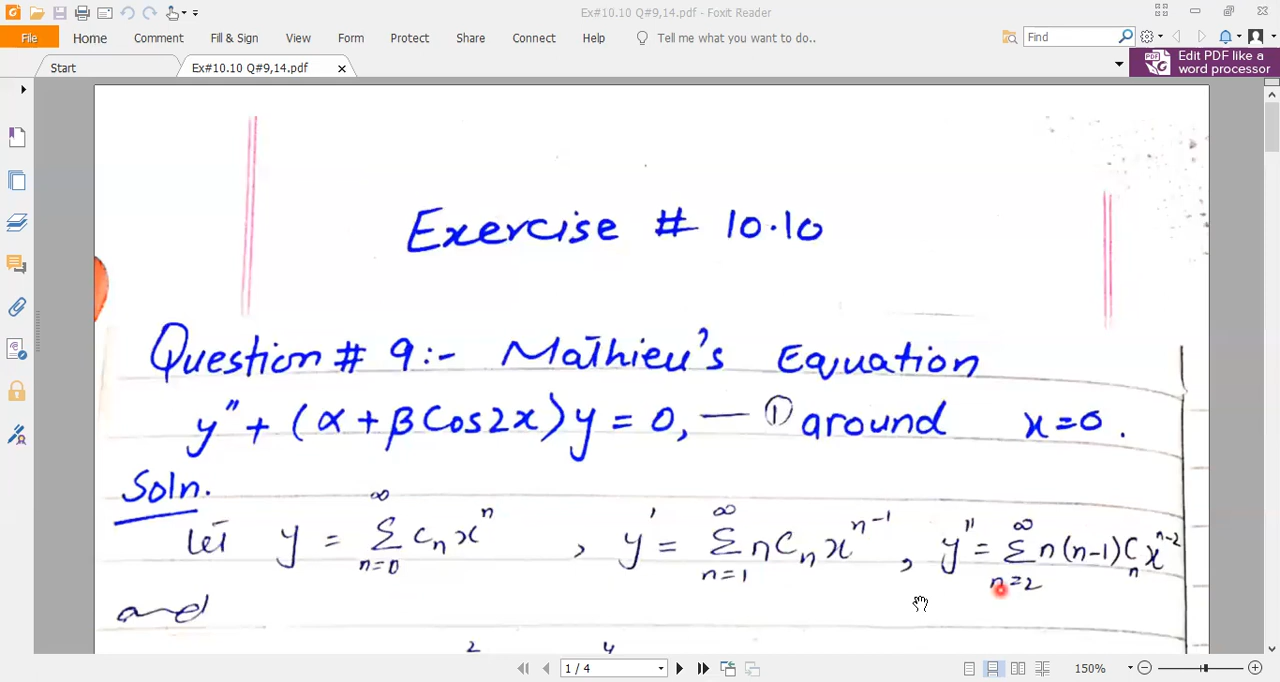 Ex#10.10 Q#9,14.pdf - Foxit Reader
File Home Comment Fill & Sign View Form Protect Share Connect Help Tell me what you want to do.. Find
Start Ex#10.10 Q#9,14.pdf
Edit PDF like a
word processor
Exercise # 10.10
Question # 9:- Mathieu's Equation
y" + (α + β Cos2x)y = 0, — ① around x=0.
Soln.
Let y = ∑_{n=0}^{∞} c_n x^n , y' = ∑_{n=1}^{∞} n c_n x^{n-1} , y" = ∑_{n=2}^{∞} n(n-1) C_n x^{n-2}
and
2 4
1 / 4
150%